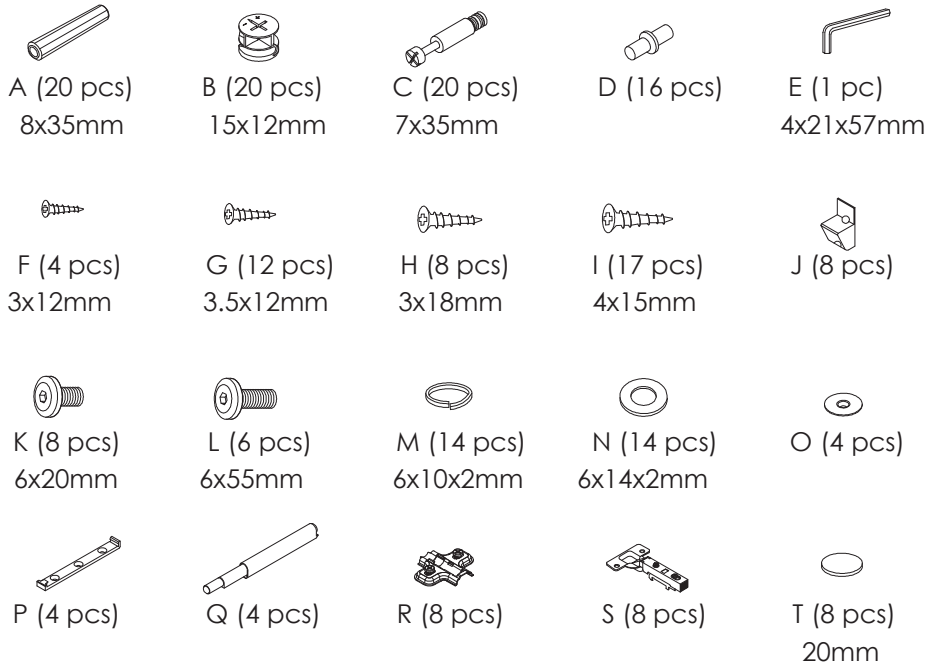 A (20 pcs) B (20 pcs) C (20 pcs) D (16 pcs) E (1 pc)
8x35mm 15x12mm 7x35mm 4x21x57mm
F (4 pcs) G (12 pcs) H (8 pcs) I (17 pcs) J (8 pcs)
3x12mm 3.5x12mm 3x18mm 4x15mm
K (8 pcs) L (6 pcs) M (14 pcs) N (14 pcs) O (4 pcs)
6x20mm 6x55mm 6x10x2mm 6x14x2mm
P (4 pcs) Q (4 pcs) R (8 pcs) S (8 pcs) T (8 pcs)
20mm